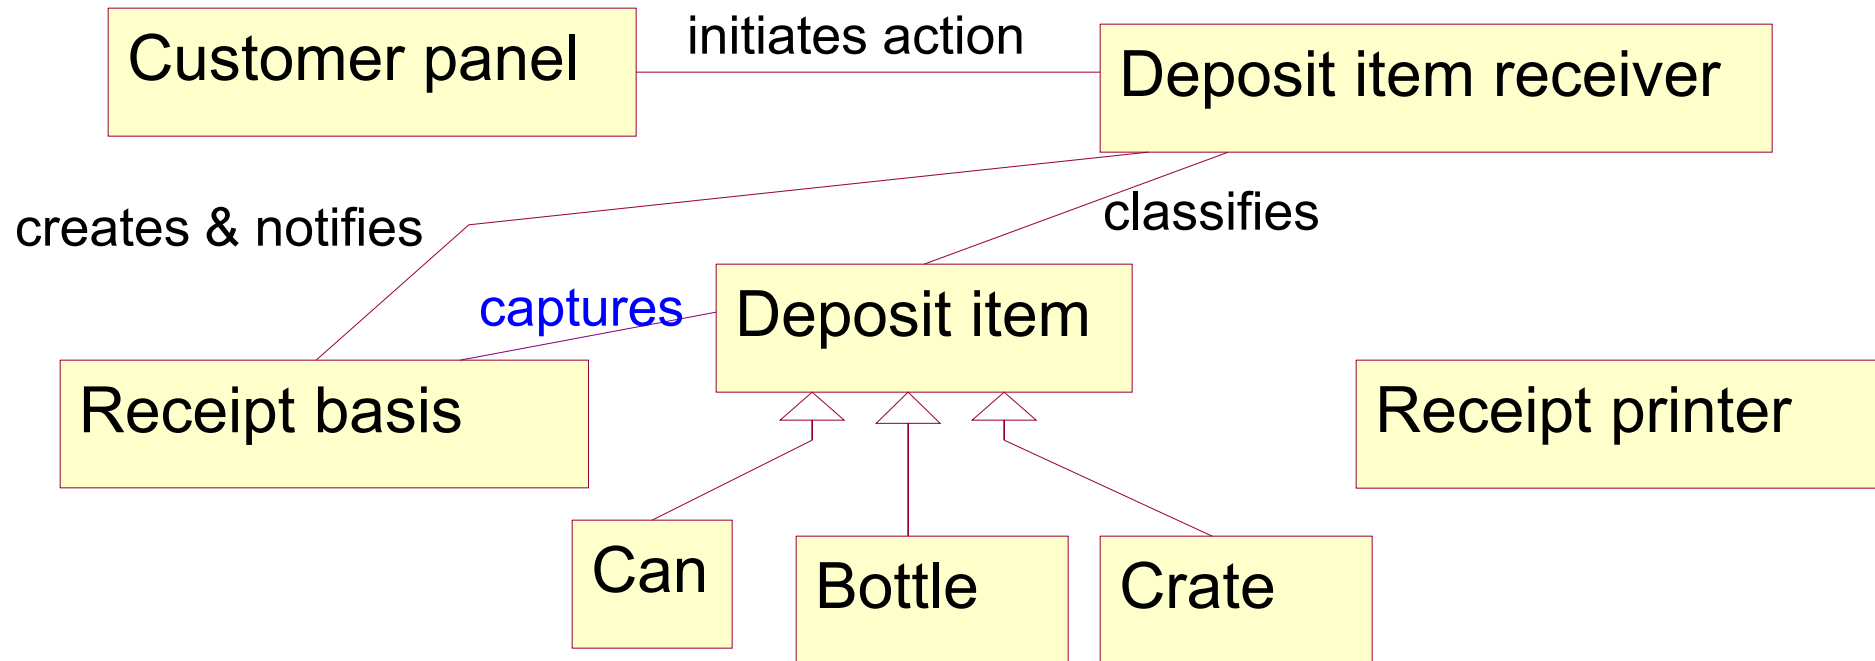 Customer panel
initiates action
Deposit item receiver
creates & notifies
classifies
captures
Deposit item
Receipt basis
Receipt printer
Can
Bottle
Crate